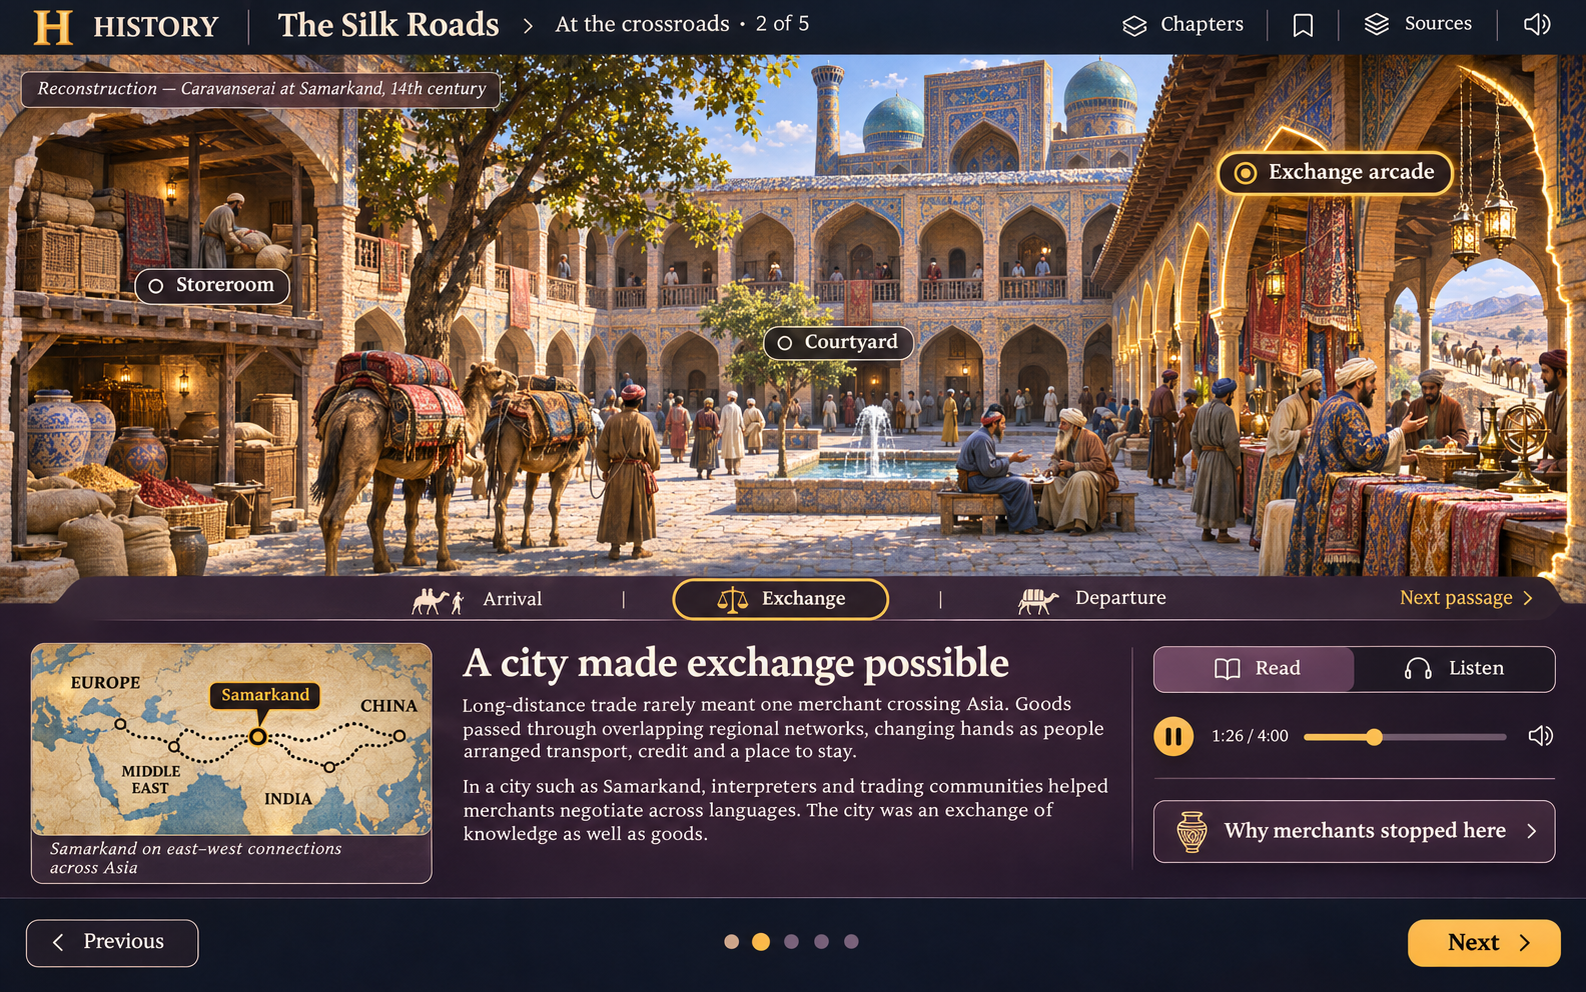 H HISTORY
The Silk Roads
At the crossroads • 2 of 5
Chapters
Sources
Reconstruction — Caravanserai at Samarkand, 14th century
Exchange arcade
Storeroom
Courtyard
Arrival
Exchange
Departure
Next passage
EUROPE
Samarkand
CHINA
MIDDLE
EAST
INDIA
Samarkand on east–west connections
across Asia
A city made exchange possible
Long-distance trade rarely meant one merchant crossing Asia. Goods
passed through overlapping regional networks, changing hands as people
arranged transport, credit and a place to stay.
In a city such as Samarkand, interpreters and trading communities helped
merchants negotiate across languages. The city was an exchange of
knowledge as well as goods.
Read
Listen
1:26 / 4:00
Why merchants stopped here
Previous
Next